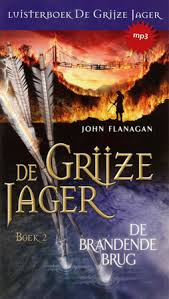 LUISTERBOEK DE GRIJZE JAGER
mp3
JOHN FLANAGAN
DE
GRIJZE
JAGER
BOEK 2
DE
BRANDENDE
BRUG